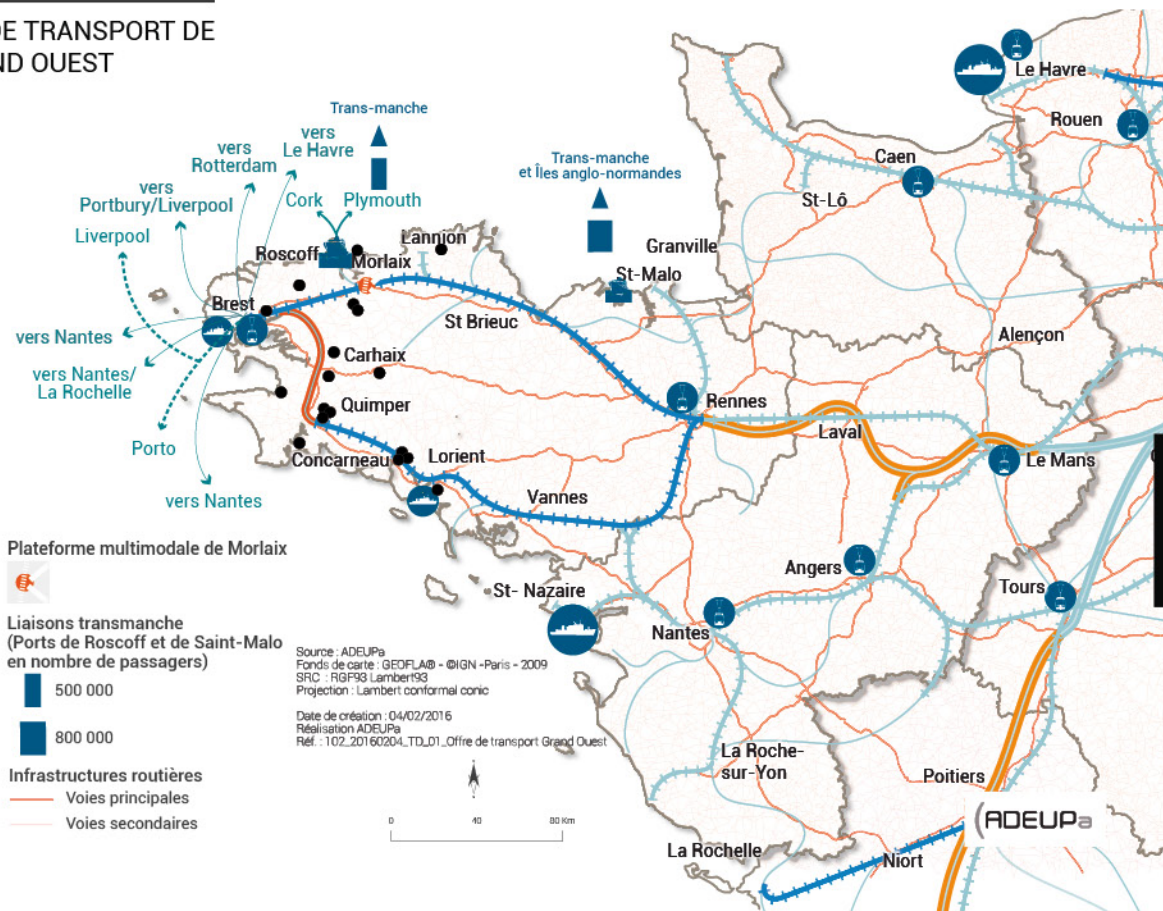 DE TRANSPORT DE
ND OUEST
Trans-manche
vers
Le Havre
vers
Rotterdam
vers
Portbury/Liverpool
Liverpool
Cork
Plymouth
Trans-manche
et Îles anglo-normandes
Le Havre
Rouen
Caen
St-Lô
Granville
St-Malo
Roscoff
Morlaix
Lannion
Brest
St Brieuc
Alençon
vers Nantes
vers Nantes/
La Rochelle
Porto
vers Nantes
Carhaix
Quimper
Concarneau
Lorient
Vannes
Rennes
Laval
Le Mans
Angers
Tours
St- Nazaire
Nantes
La Roche-
sur-Yon
Poitiers
La Rochelle
Niort
Plateforme multimodale de Morlaix
Liaisons transmanche
(Ports de Roscoff et de Saint-Malo
en nombre de passagers)
500 000
800 000
Infrastructures routières
Voies principales
Voies secondaires
Source : ADEUPa
Fonds de carte : GEOFLA® - ©IGN -Paris - 2009
SRC : RGF93 Lambert93
Projection : Lambert conformal conic
Date de création : 04/02/2016
Réalisation ADEUPa
Réf. : 102_20160204_TD_01_Offre de transport Grand Ouest
0 40 80 Km
ADEUPa